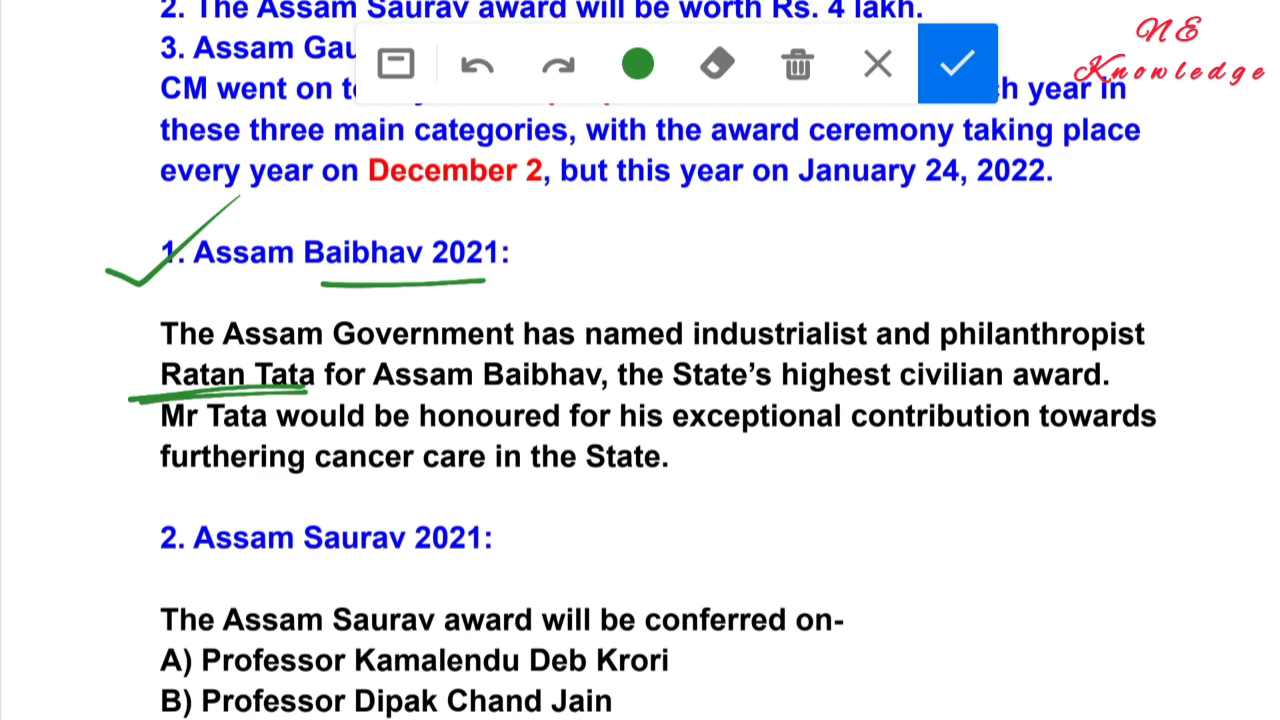 2. The Assam Saurav award will be worth Rs. 4 lakh.
3. Assam
CM went on year in
these three main categories, with the award ceremony taking place
every year on December 2, but this year on January 24, 2022.
1. Assam Baibhav 2021:
The Assam Government has named industrialist and philanthropist
Ratan Tata for Assam Baibhav, the State’s highest civilian award.
Mr Tata would be honoured for his exceptional contribution towards
furthering cancer care in the State.
2. Assam Saurav 2021:
The Assam Saurav award will be conferred on-
A) Professor Kamalendu Deb Krori
B) Professor Dipak Chand Jain
NE
Knowledge